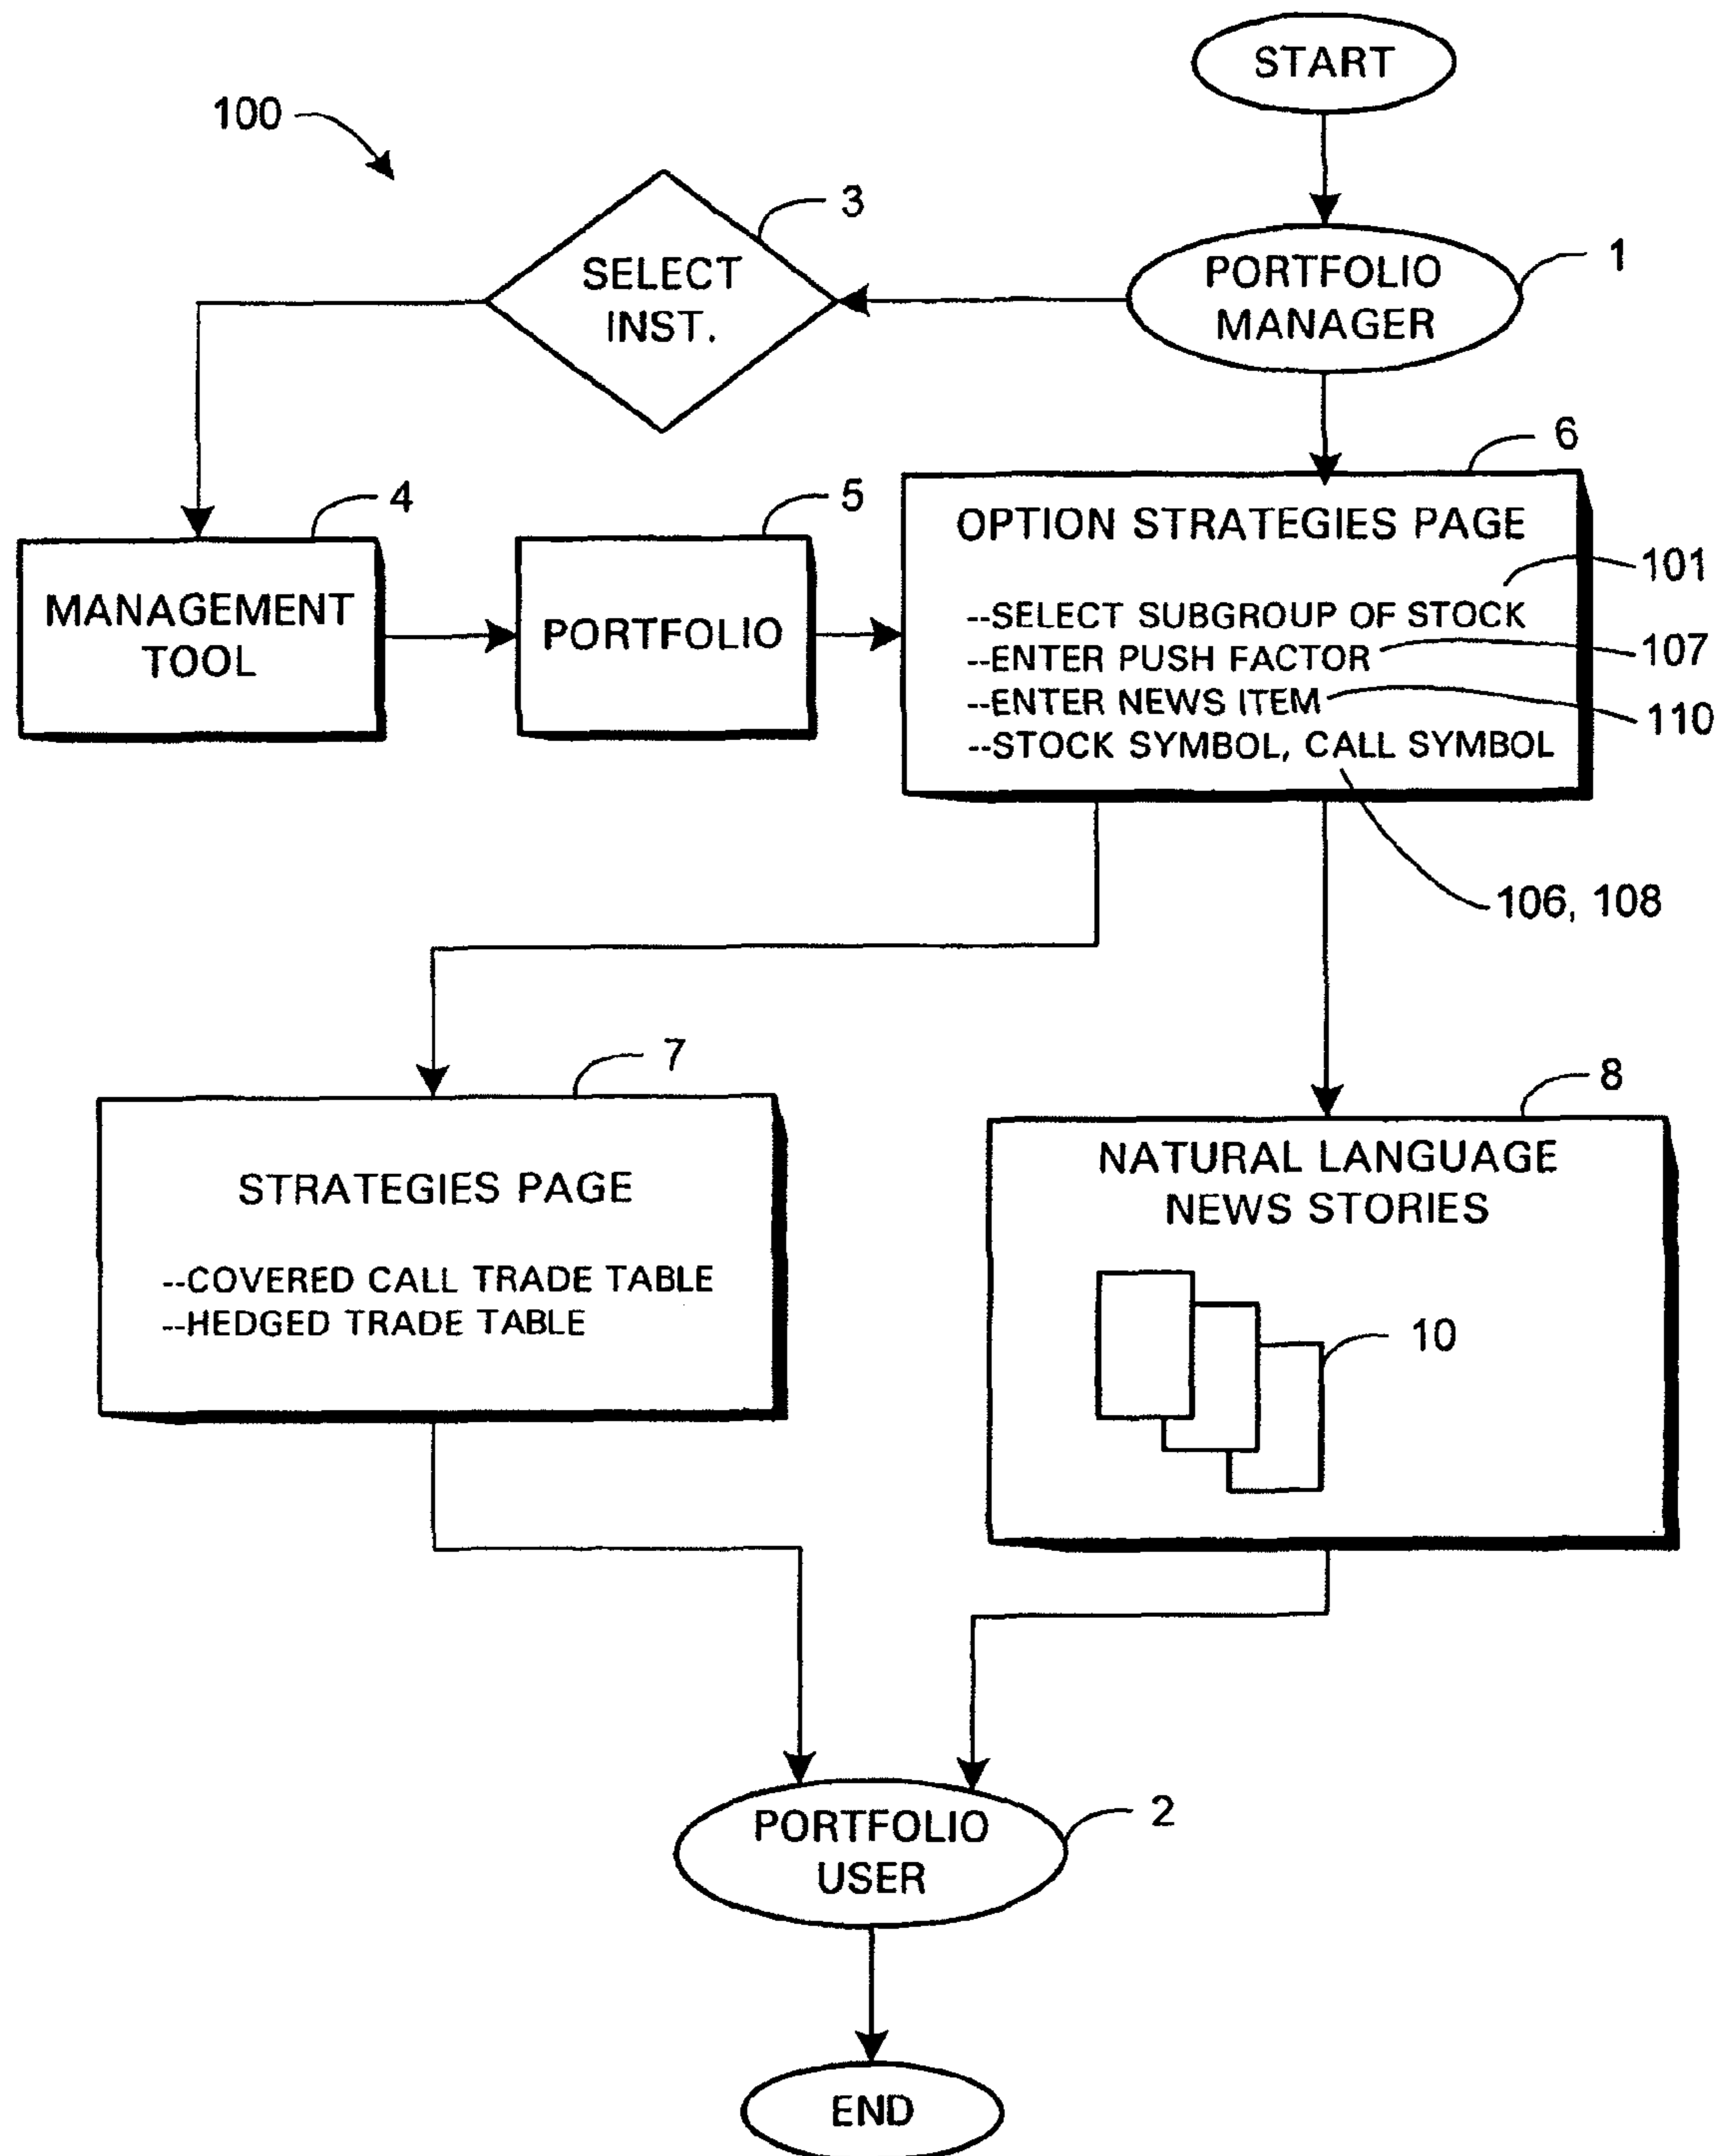 START
100
3
SELECT
INST.
1
PORTFOLIO
MANAGER
4
MANAGEMENT
TOOL
5
PORTFOLIO
6
OPTION STRATEGIES PAGE
101
--SELECT SUBGROUP OF STOCK
--ENTER PUSH FACTOR
107
--ENTER NEWS ITEM
110
--STOCK SYMBOL, CALL SYMBOL
106, 108
7
STRATEGIES PAGE
--COVERED CALL TRADE TABLE
--HEDGED TRADE TABLE
8
NATURAL LANGUAGE
NEWS STORIES
10
2
PORTFOLIO
USER
END